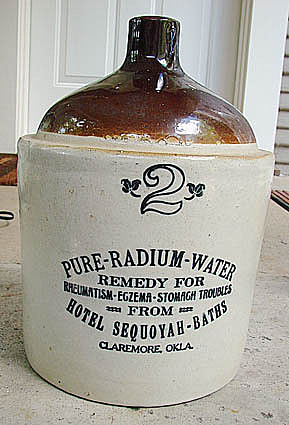 2
PURE-RADIUM-WATER
REMEDY FOR
RHEUMATISM-EGZEMA-STOMACH TROUBLES
FROM
HOTEL SEQUOYAH-BATHS
CLAREMORE, OKLA.